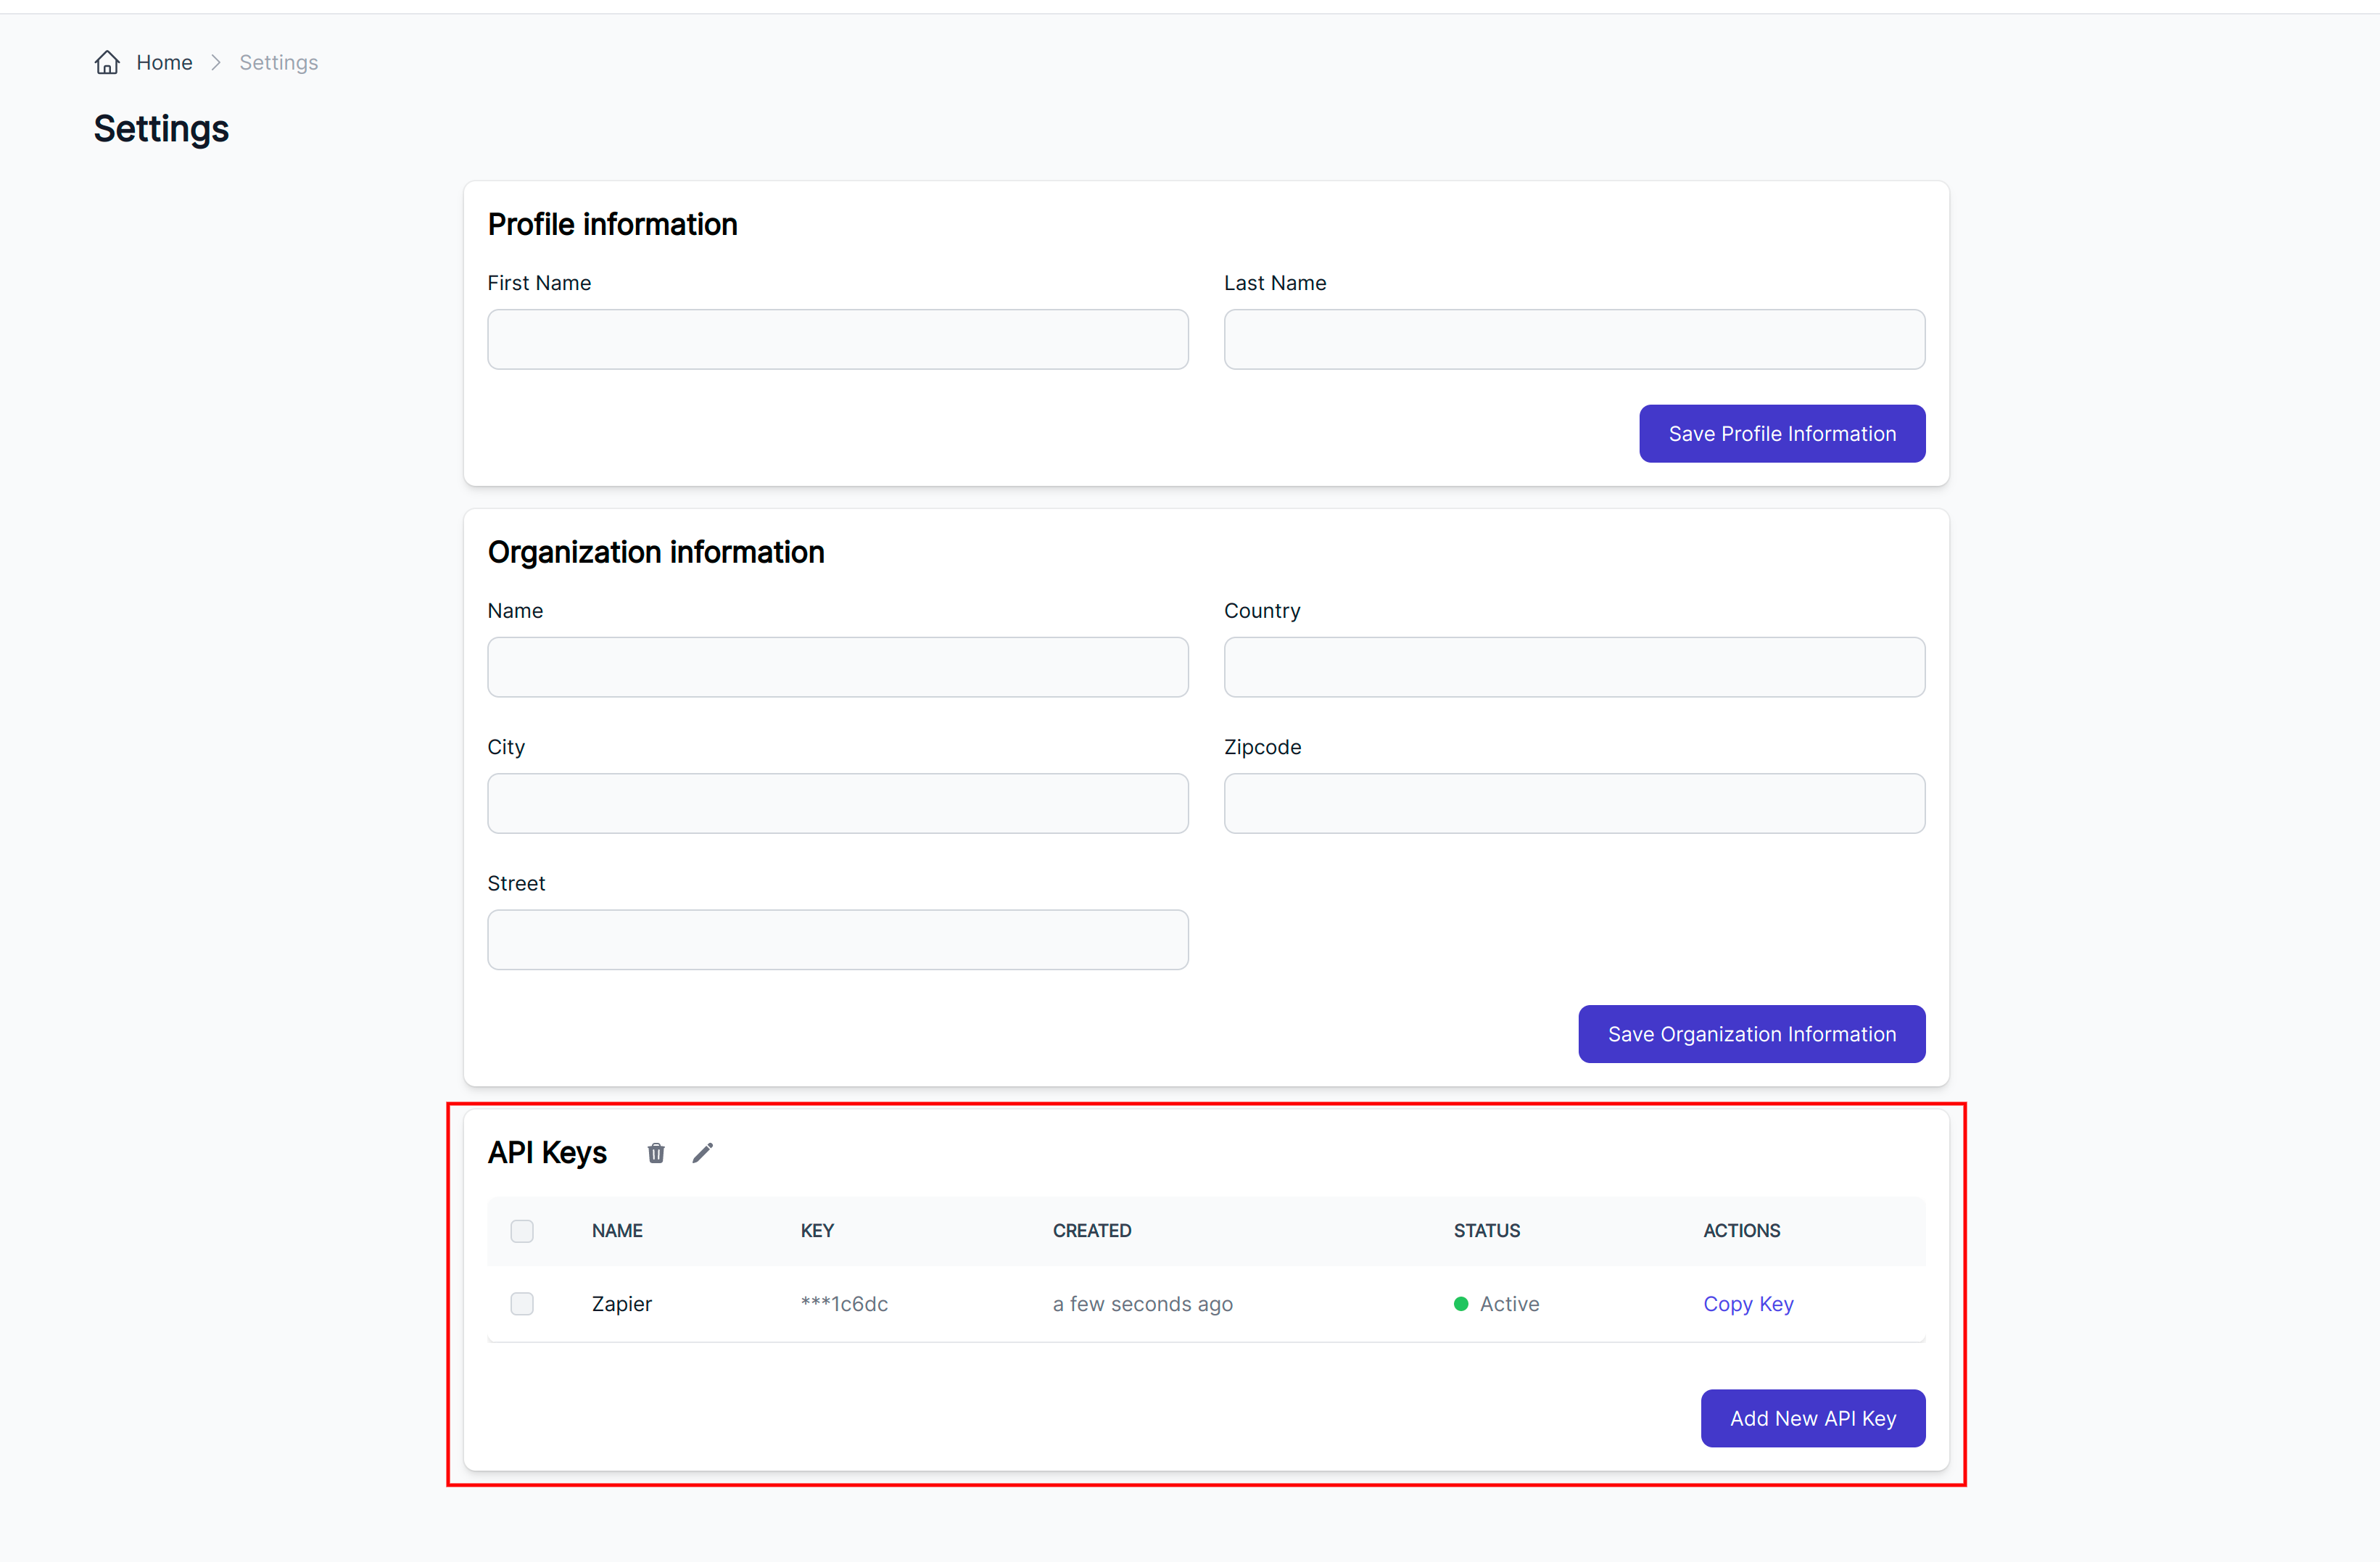 Home > Settings
Settings
Profile information
First Name Last Name
Save Profile Information
Organization information
Name Country
City Zipcode
Street
Save Organization Information
API Keys
NAME KEY CREATED STATUS ACTIONS
Zapier ***1c6dc a few seconds ago Active Copy Key
Add New API Key